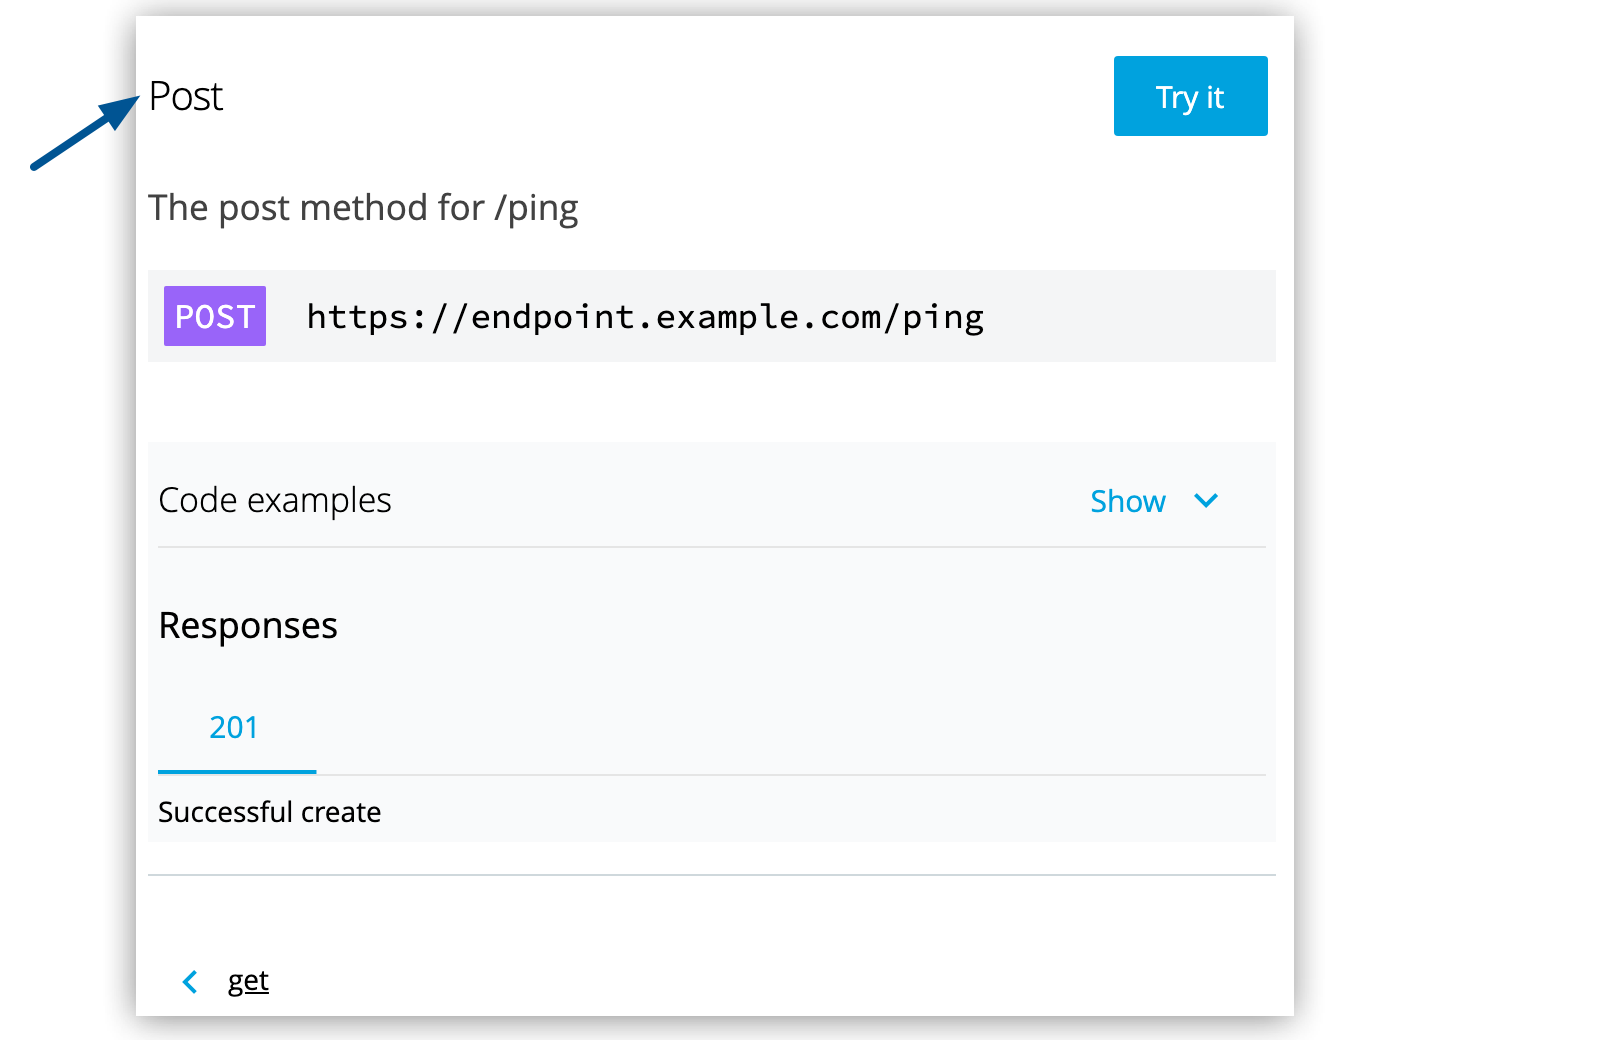 Post
Try it
The post method for /ping
POST https://endpoint.example.com/ping
Code examples
Show
Responses
201
Successful create
get